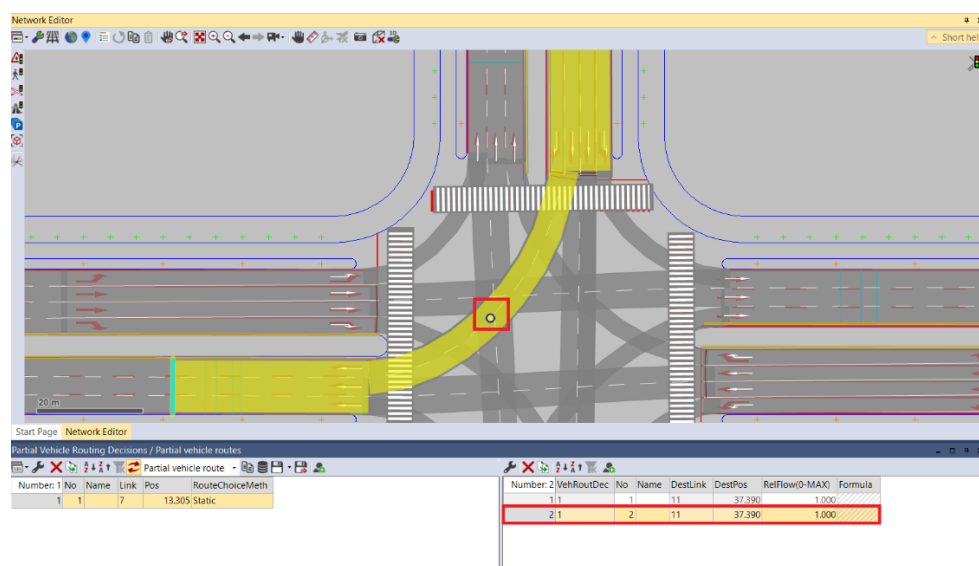 Network Editor
Short hel
20 m
Start Page Network Editor
Partial Vehicle Routing Decisions / Partial vehicle routes
Partial vehicle route
Number: 1 No Name Link Pos RouteChoiceMeth
1 1 7 13.305 Static
Number: 2 VehRoutDec No Name DestLink DestPos RelFlow(0-MAX) Formula
1 1 1 11 37.390 1.000
2 1 2 11 37.390 1.000